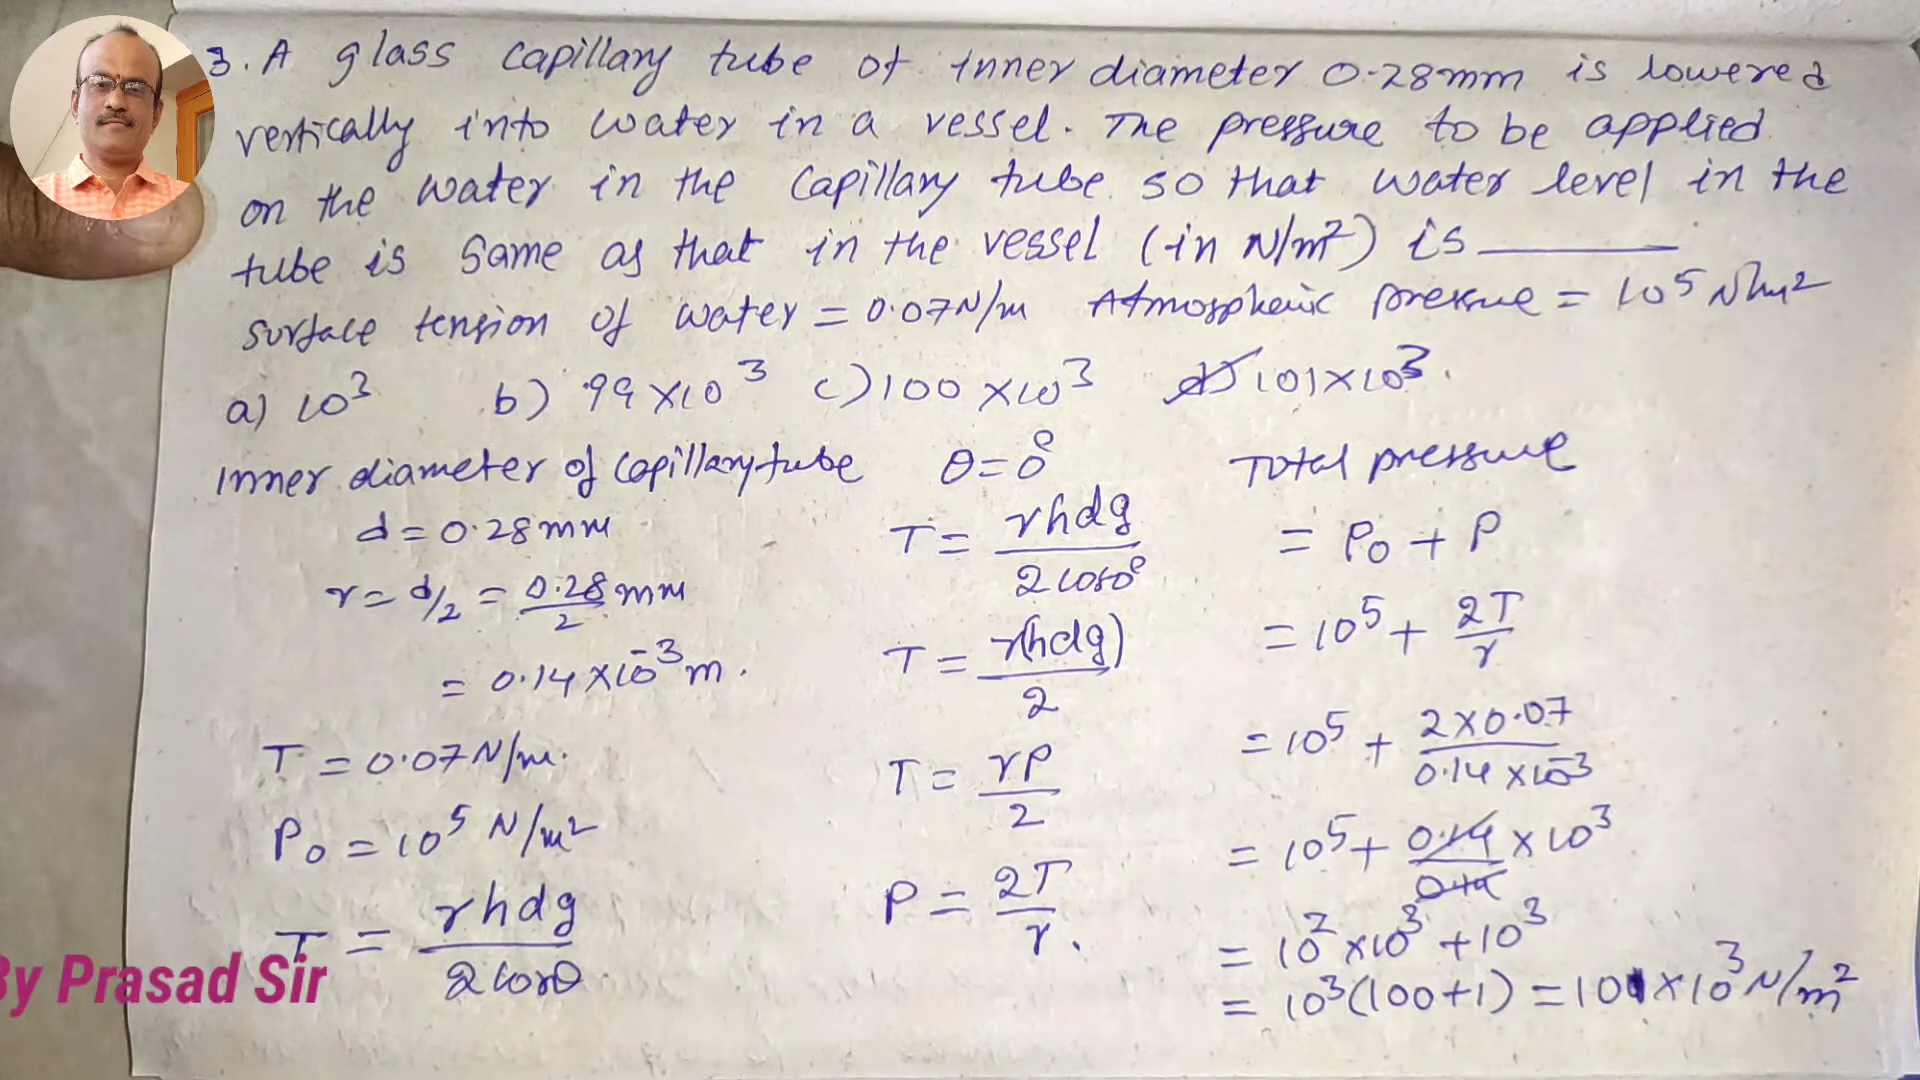 3. A glass capillary tube of inner diameter 0.28mm is lowered
vertically into water in a vessel. The pressure to be applied
on the water in the capillary tube so that water level in the
tube is same as that in the vessel (in N/m²) is ______
surface tension of water = 0.07N/m Atmospheric pressure = 10⁵ N/m²
a) 10³ b) 99 × 10³ c) 100 × 10³ d) 101 × 10³.
Inner diameter of capillary tube
d = 0.28 mm
r = d/2 = 0.28/2 mm
= 0.14 × 10⁻³ m.
T = 0.07 N/m.
P₀ = 10⁵ N/m²
T = rhdg / 2 cosθ
θ = 0°
T = rhdg / 2 cos0°
T = r(hdg) / 2
T = rP / 2
P = 2T / r.
Total pressure
= P₀ + P
= 10⁵ + 2T / r
= 10⁵ + 2×0.07 / 0.14 × 10⁻³
= 10⁵ + 0.14 / 0.14 × 10³
= 10² × 10³ + 10³
= 10³ (100 + 1) = 101 × 10³ N/m²
By Prasad Sir